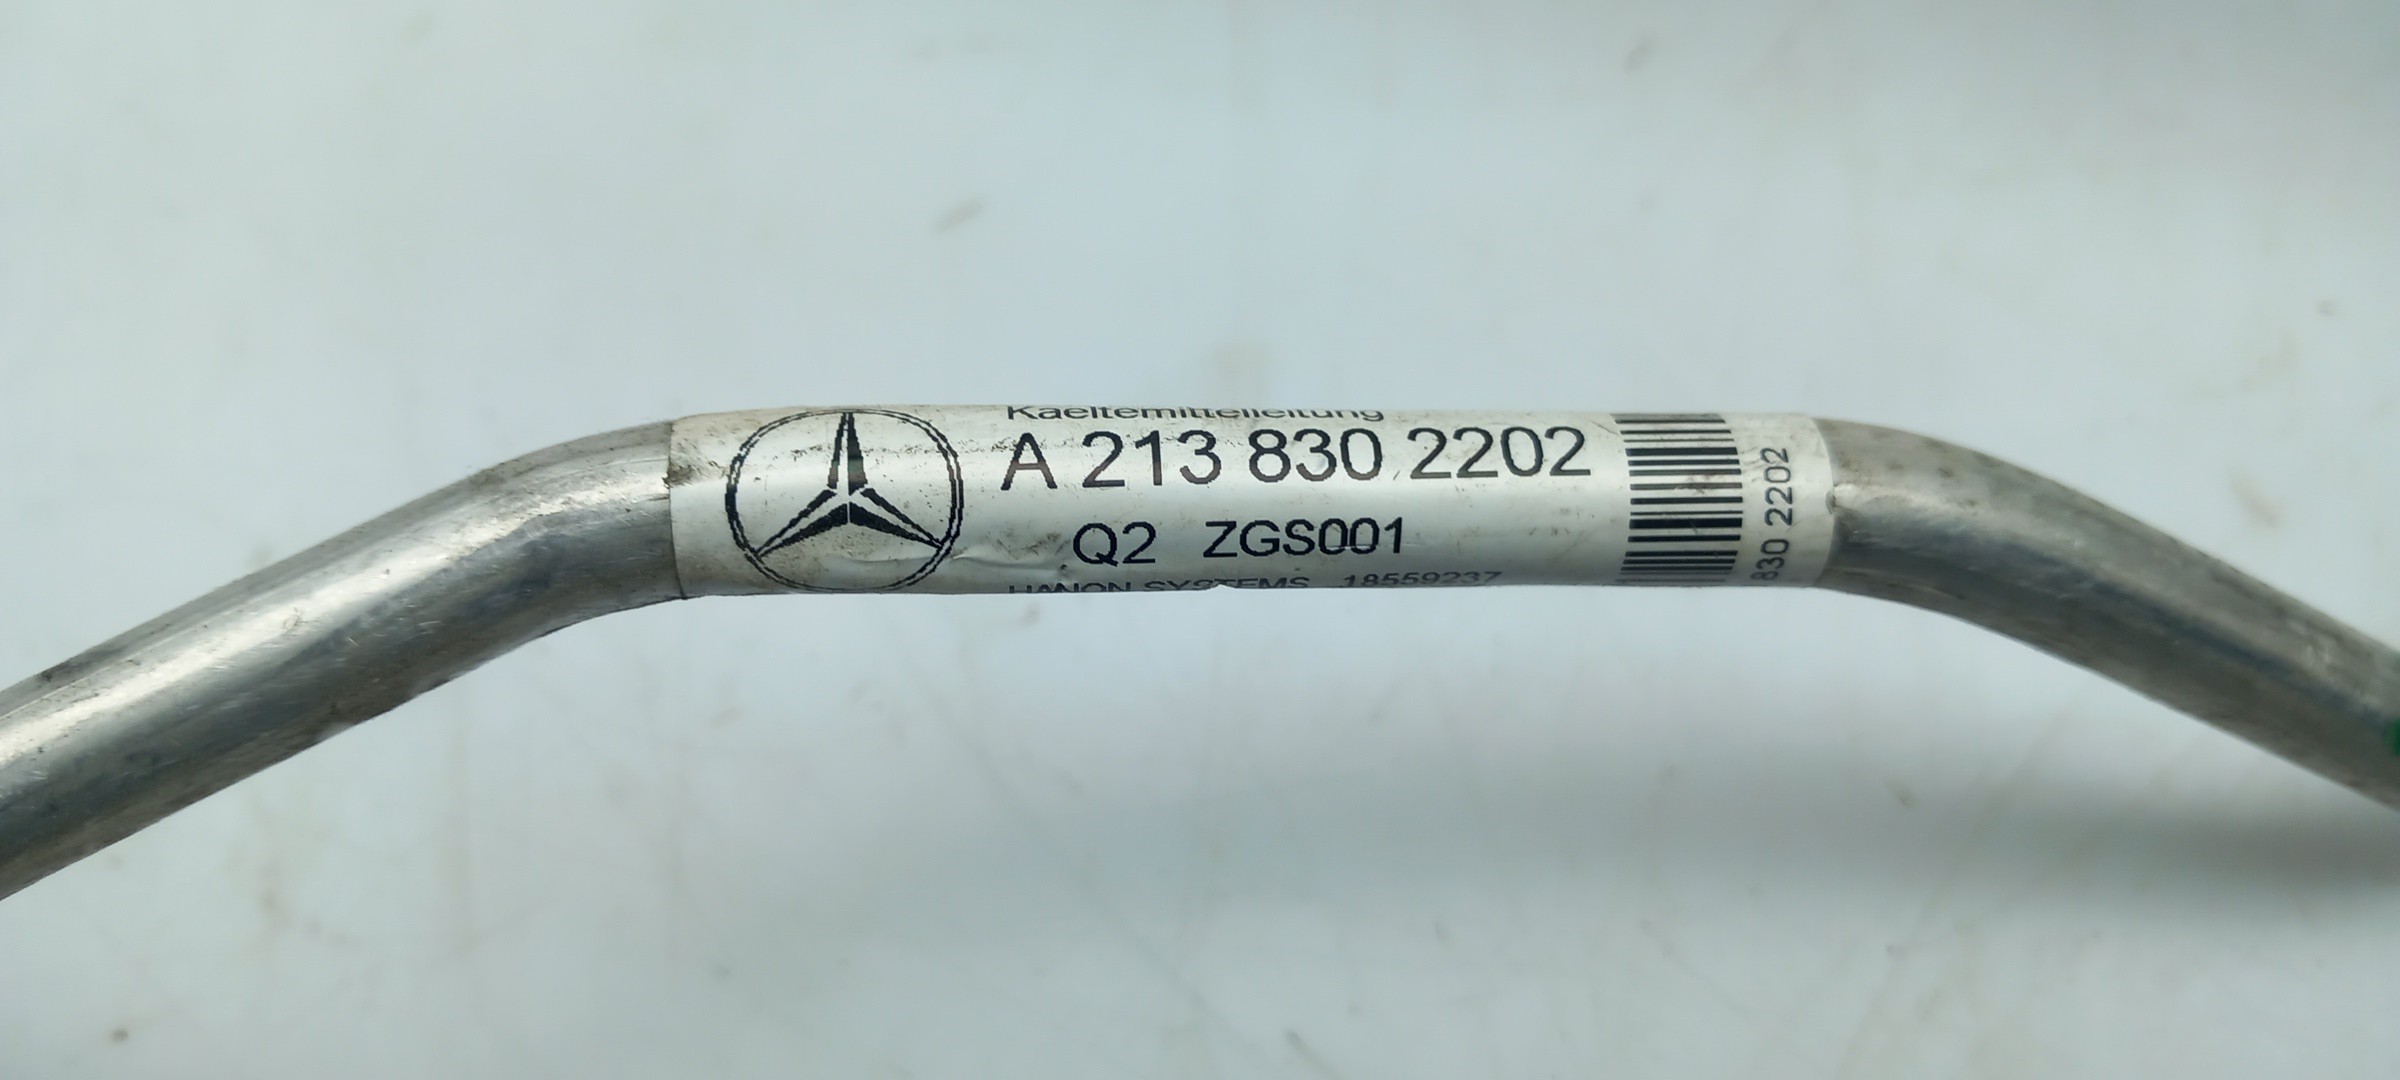 Kaeltemittelleitung
A 213 830 2202
Q2 ZGS001
HANON SYSTEMS 18559237
830 2202